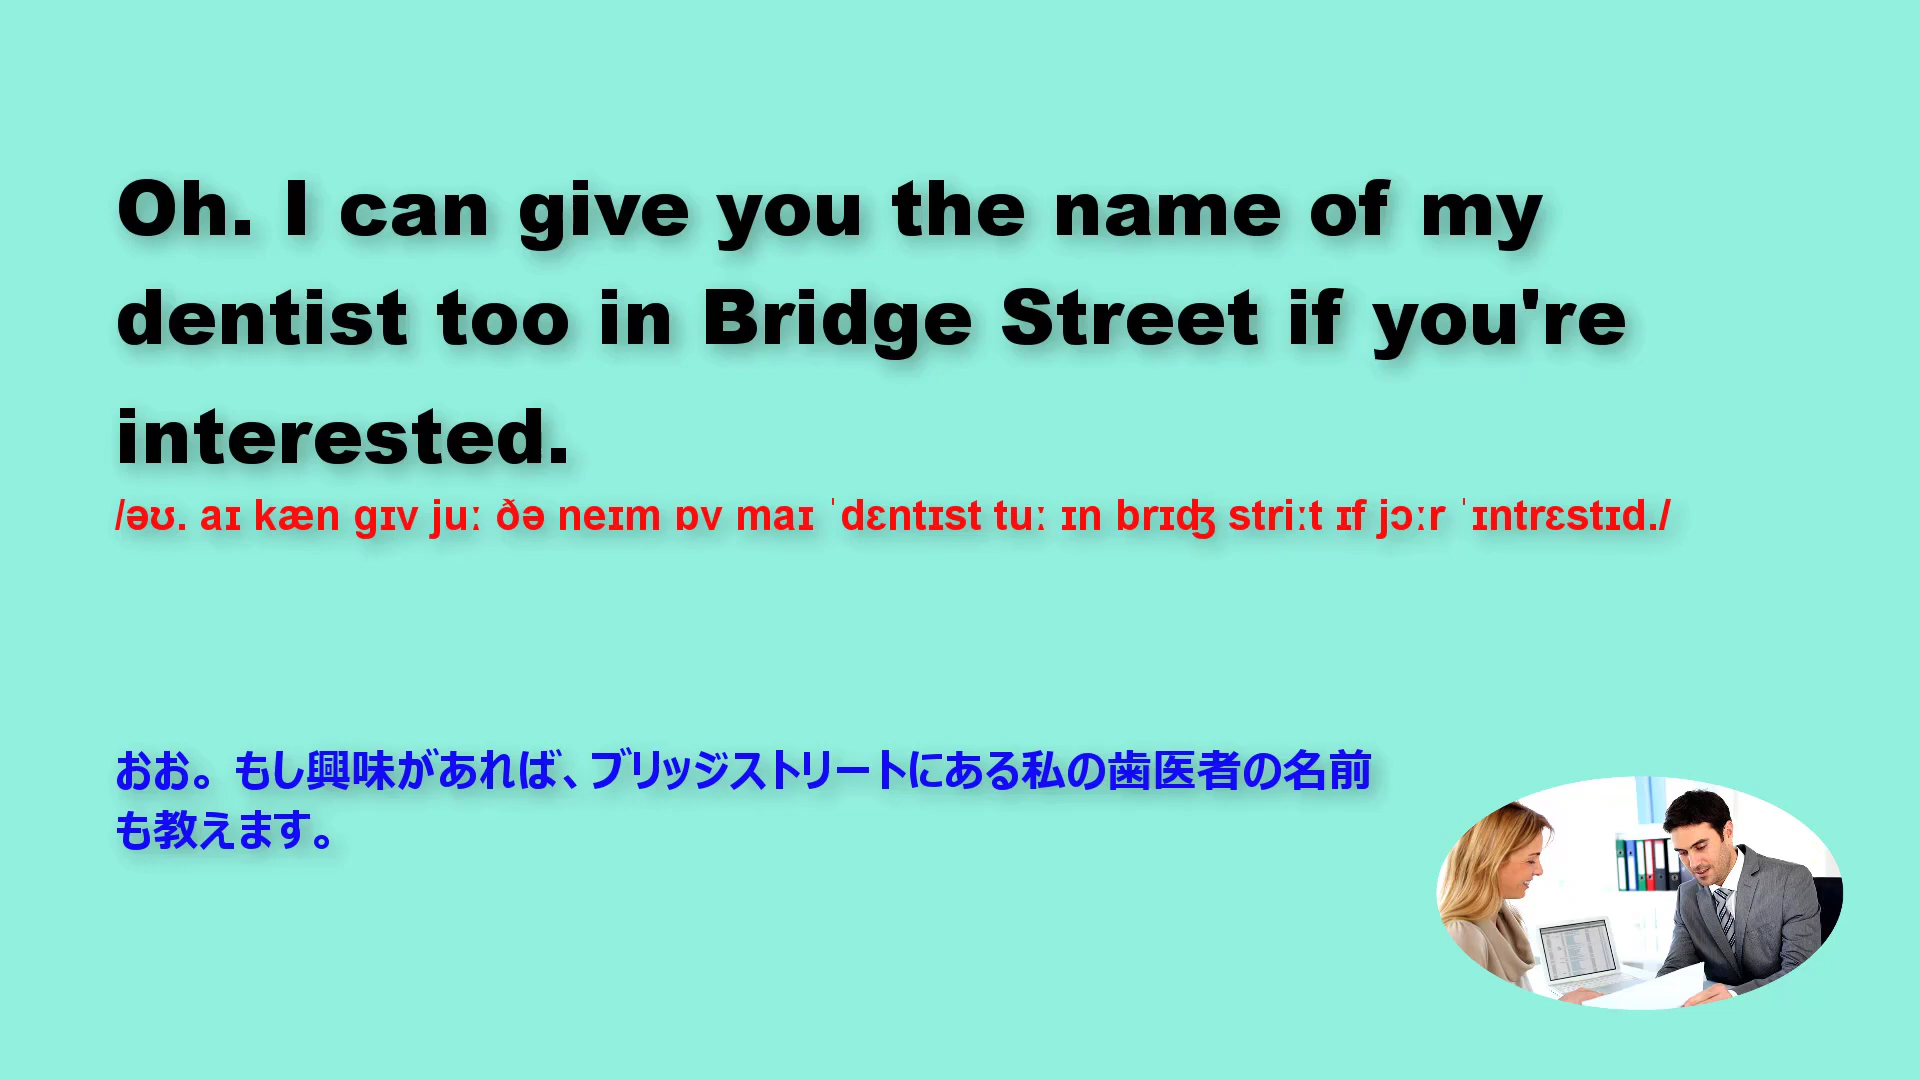 Oh. I can give you the name of my
dentist too in Bridge Street if you're
interested.
/əʊ. aɪ kæn gɪv juː ðə neɪm ɒv maɪ ˈdɛntɪst tuː ɪn brɪʤ striːt ɪf jɔːr ˈɪntrɛstɪd./
おお。もし興味があれば、ブリッジストリートにある私の歯医者の名前
も教えます。